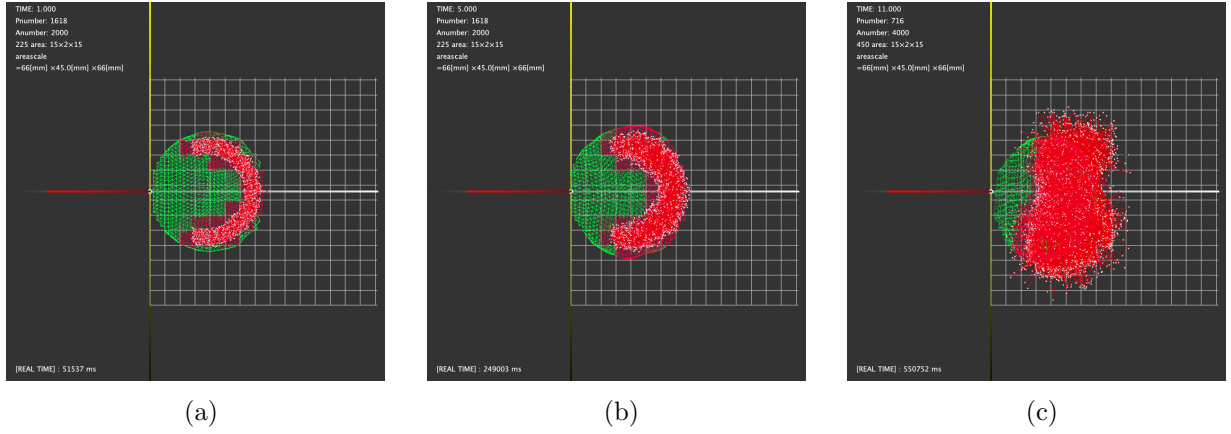 TIME: 1.000
Pnumber: 1618
Anumber: 2000
225 area: 15×2×15
areascale
=66[mm] ×45.0[mm] ×66[mm]
[REAL TIME] : 51537 ms
(a)
TIME: 5.000
Pnumber: 1618
Anumber: 2000
225 area: 15×2×15
areascale
=66[mm] ×45.0[mm] ×66[mm]
[REAL TIME] : 249003 ms
(b)
TIME: 11.000
Pnumber: 716
Anumber: 4000
450 area: 15×2×15
areascale
=66[mm] ×45.0[mm] ×66[mm]
[REAL TIME] : 550752 ms
(c)